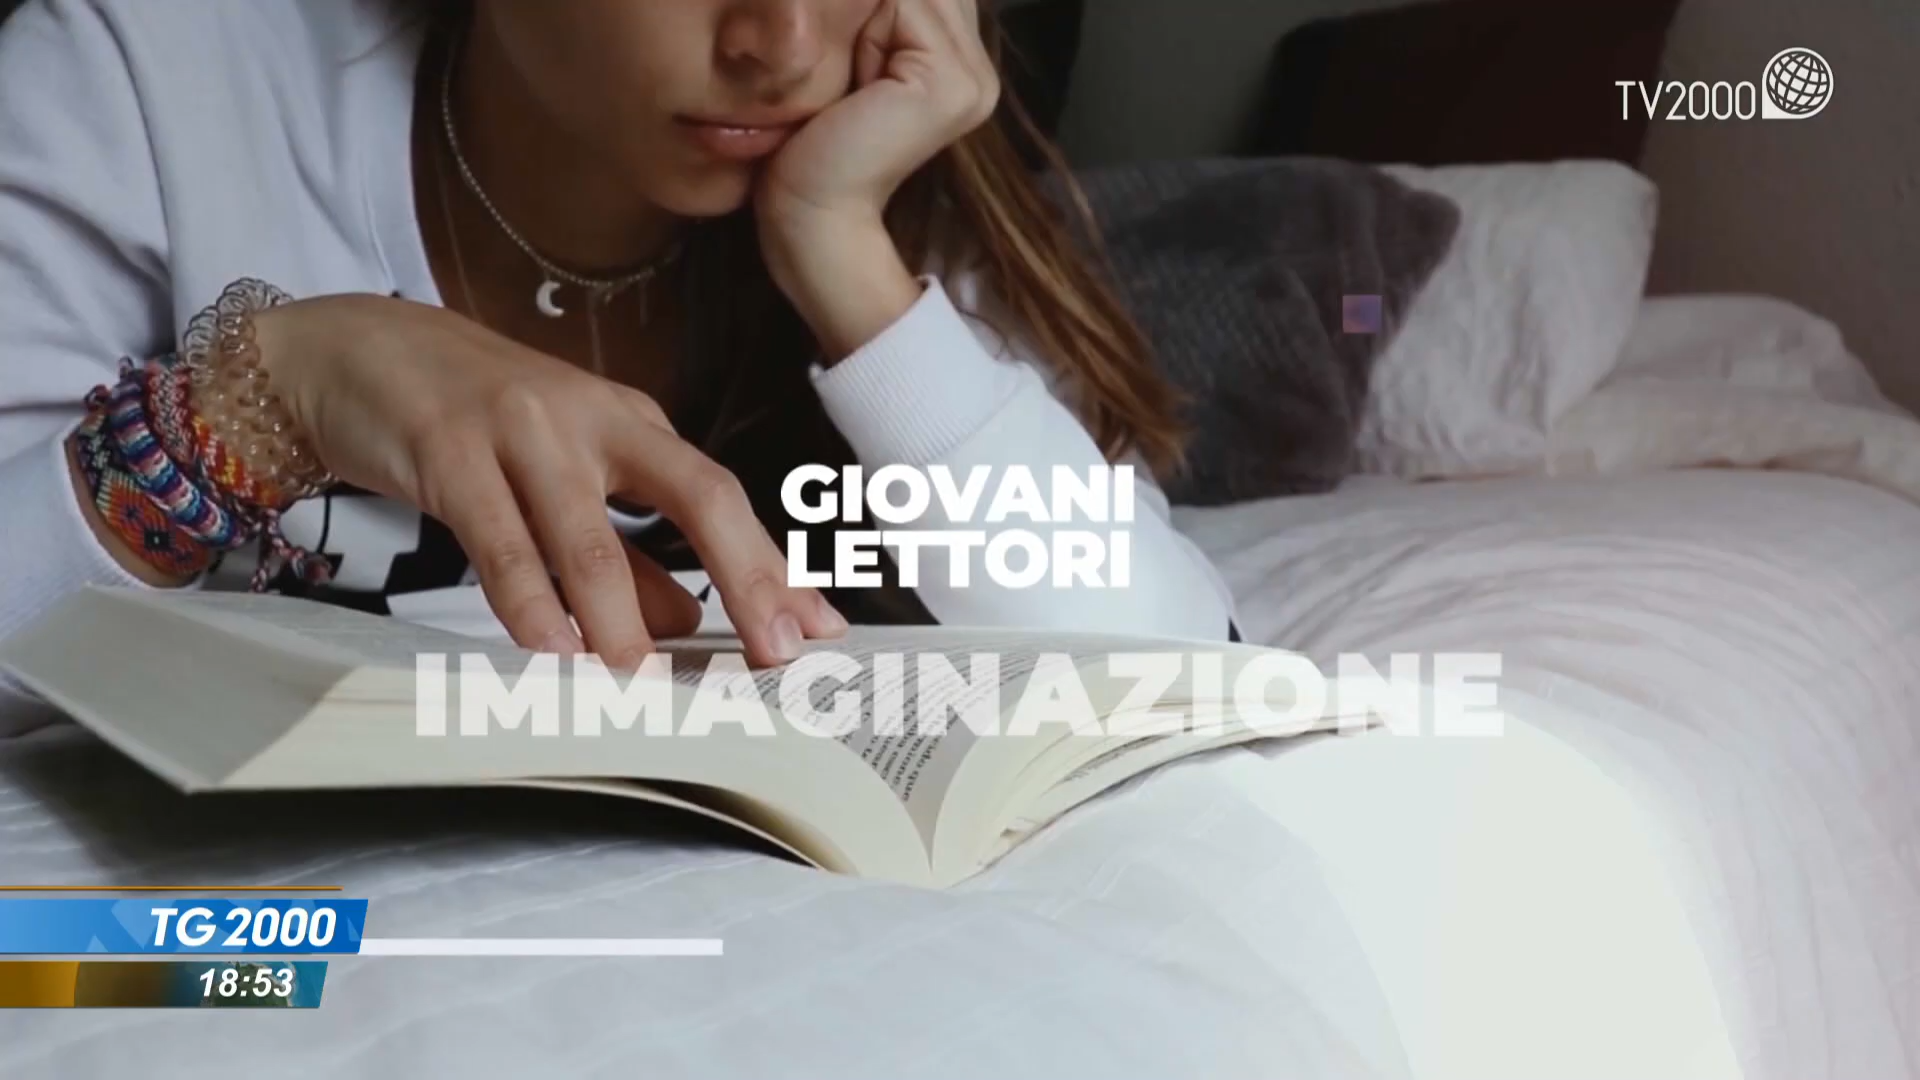 TV2000
GIOVANI
LETTORI
IMMAGINAZIONE
TG 2000
18:53